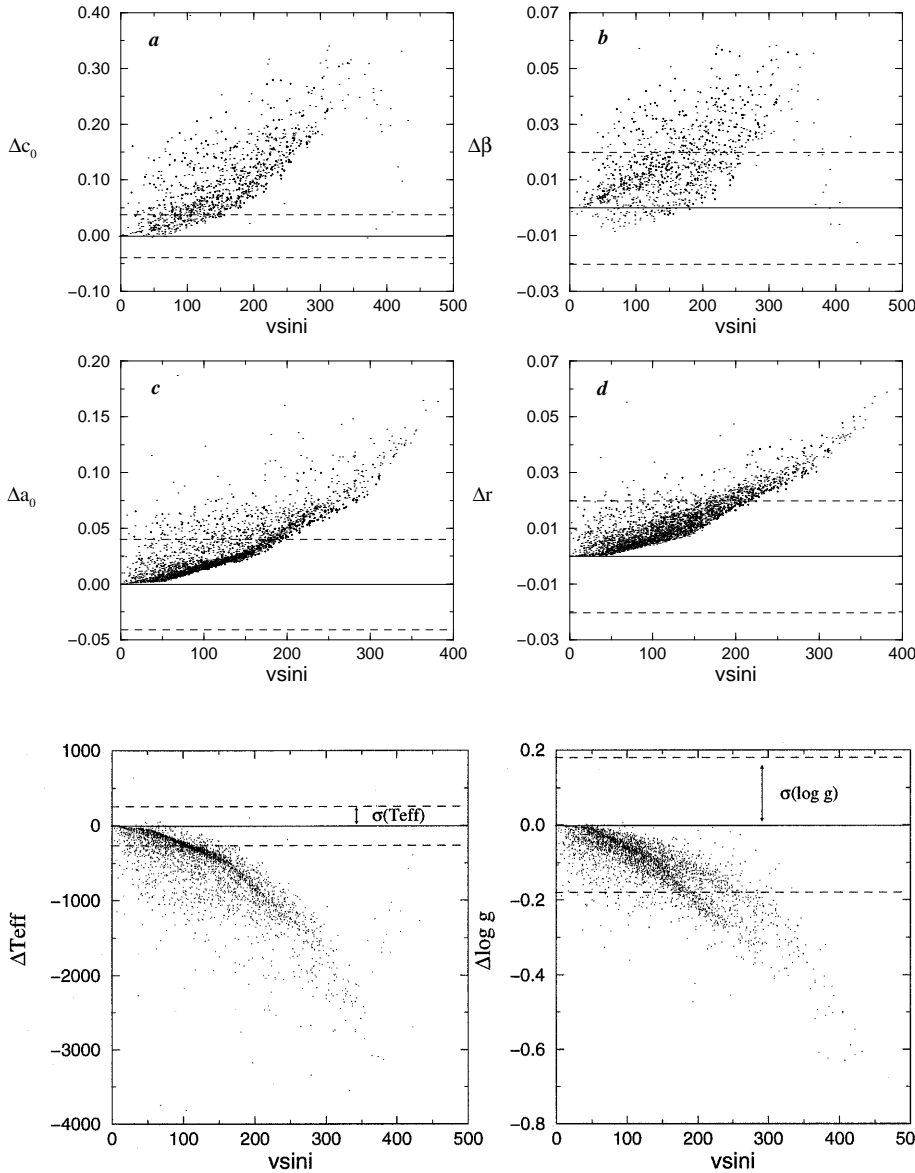 a
Δc₀
0.40
0.30
0.20
0.10
0.00
−0.10
0 100 200 300 400 500
vsini
b
Δβ
0.07
0.05
0.03
0.01
−0.01
−0.03
0 100 200 300 400 500
vsini
c
Δa₀
0.20
0.15
0.10
0.05
0.00
−0.05
0 100 200 300 400
vsini
d
Δr
0.07
0.05
0.03
0.01
−0.01
−0.03
0 100 200 300 400
vsini
ΔTeff
1000
0
−1000
−2000
−3000
−4000
σ(Teff)
0 100 200 300 400 500
vsini
Δlog g
0.2
0.0
−0.2
−0.4
−0.6
−0.8
σ(log g)
0 100 200 300 400 500
vsini